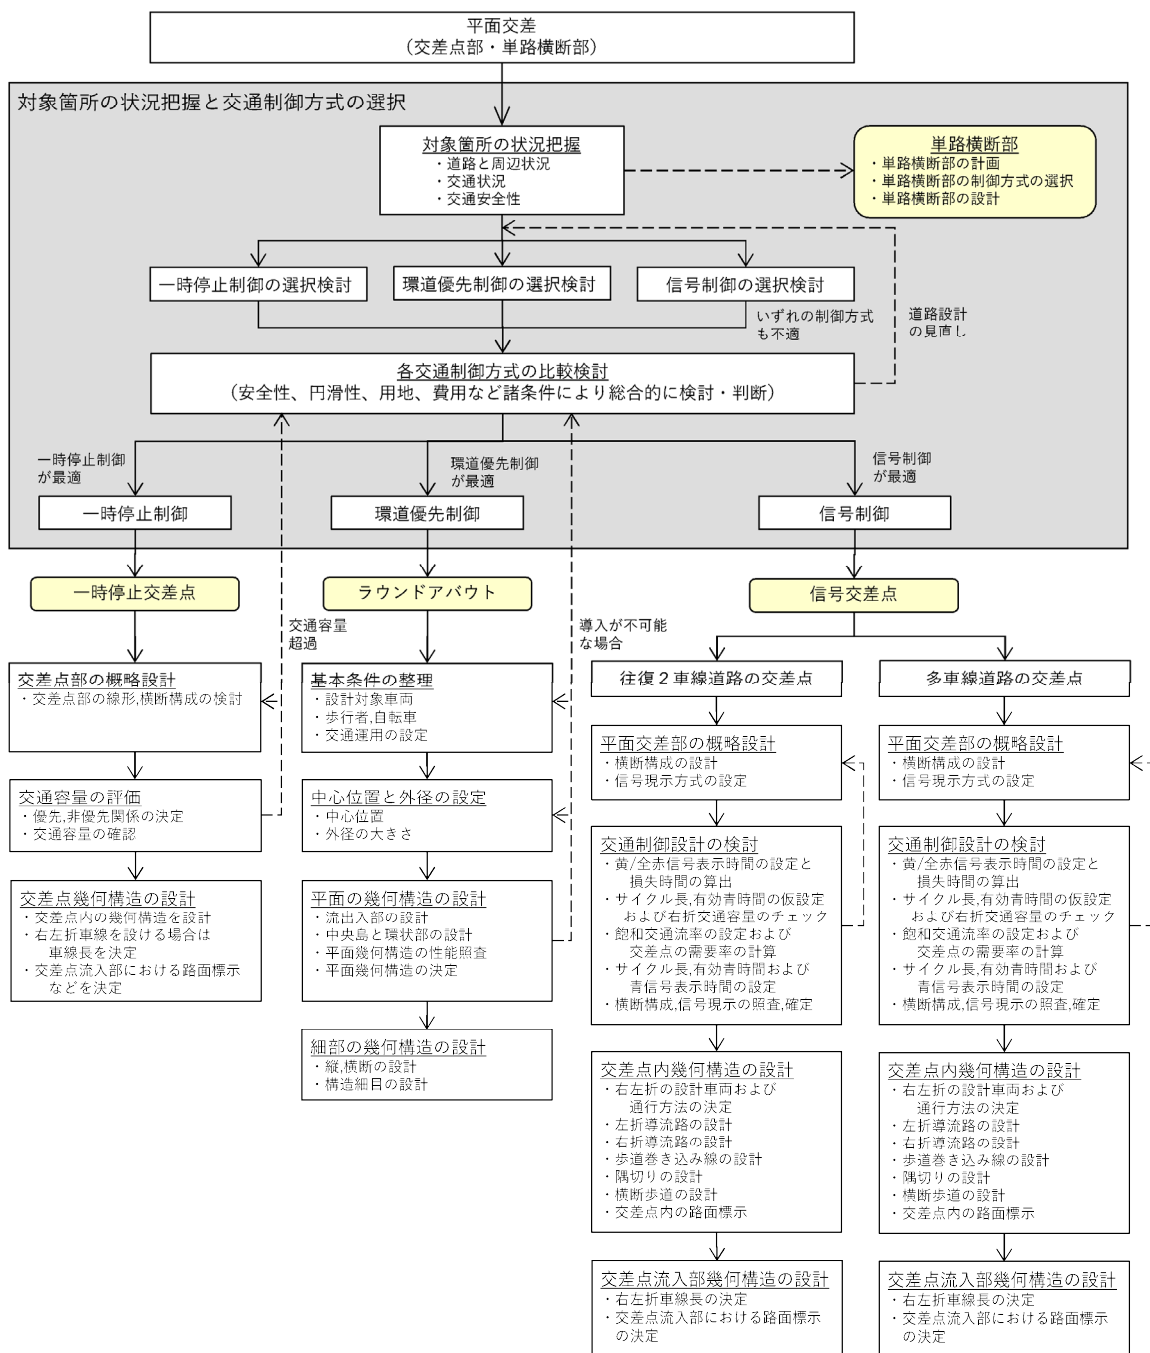 平面交差
（交差点部・単路横断部）
対象箇所の状況把握と交通制御方式の選択
対象箇所の状況把握
・道路と周辺状況
・交通状況
・交通安全性
単路横断部
・単路横断部の計画
・単路横断部の制御方式の選択
・単路横断部の設計
一時停止制御の選択検討
環道優先制御の選択検討
信号制御の選択検討
いずれの制御方式
も不適
道路設計
の見直し
各交通制御方式の比較検討
（安全性、円滑性、用地、費用など諸条件により総合的に検討・判断）
一時停止制御
が最適
環道優先制御
が最適
信号制御
が最適
一時停止制御
環道優先制御
信号制御
一時停止交差点
ラウンドアバウト
信号交差点
交通容量
超過
導入が不可能
な場合
交差点部の概略設計
・交差点部の線形,横断構成の検討
交通容量の評価
・優先,非優先関係の決定
・交通容量の確認
交差点幾何構造の設計
・交差点内の幾何構造を設計
・右左折車線を設ける場合は
車線長を決定
・交差点流入部における路面標示
などを決定
基本条件の整理
・設計対象車両
・歩行者,自転車
・交通運用の設定
中心位置と外径の設定
・中心位置
・外径の大きさ
平面の幾何構造の設計
・流出入部の設計
・中央島と環状部の設計
・平面幾何構造の性能照査
・平面幾何構造の決定
細部の幾何構造の設計
・縦,横断の設計
・構造細目の設計
往復２車線道路の交差点
平面交差部の概略設計
・横断構成の設計
・信号現示方式の設定
交通制御設計の検討
・黄/全赤信号表示時間の設定と
損失時間の算出
・サイクル長,有効青時間の仮設定
および右折交通容量のチェック
・飽和交通流率の設定および
交差点の需要率の計算
・サイクル長,有効青時間および
青信号表示時間の設定
・横断構成,信号現示の照査,確定
交差点内幾何構造の設計
・右左折の設計車両および
通行方法の決定
・左折導流路の設計
・右折導流路の設計
・歩道巻き込み線の設計
・隅切りの設計
・横断歩道の設計
・交差点内の路面標示
交差点流入部幾何構造の設計
・右左折車線長の決定
・交差点流入部における路面標示
の決定
多車線道路の交差点
平面交差部の概略設計
・横断構成の設計
・信号現示方式の設定
交通制御設計の検討
・黄/全赤信号表示時間の設定と
損失時間の算出
・サイクル長,有効青時間の仮設定
および右折交通容量のチェック
・飽和交通流率の設定および
交差点の需要率の計算
・サイクル長,有効青時間および
青信号表示時間の設定
・横断構成,信号現示の照査,確定
交差点内幾何構造の設計
・右左折の設計車両および
通行方法の決定
・左折導流路の設計
・右折導流路の設計
・歩道巻き込み線の設計
・隅切りの設計
・横断歩道の設計
・交差点内の路面標示
交差点流入部幾何構造の設計
・右左折車線長の決定
・交差点流入部における路面標示
の決定